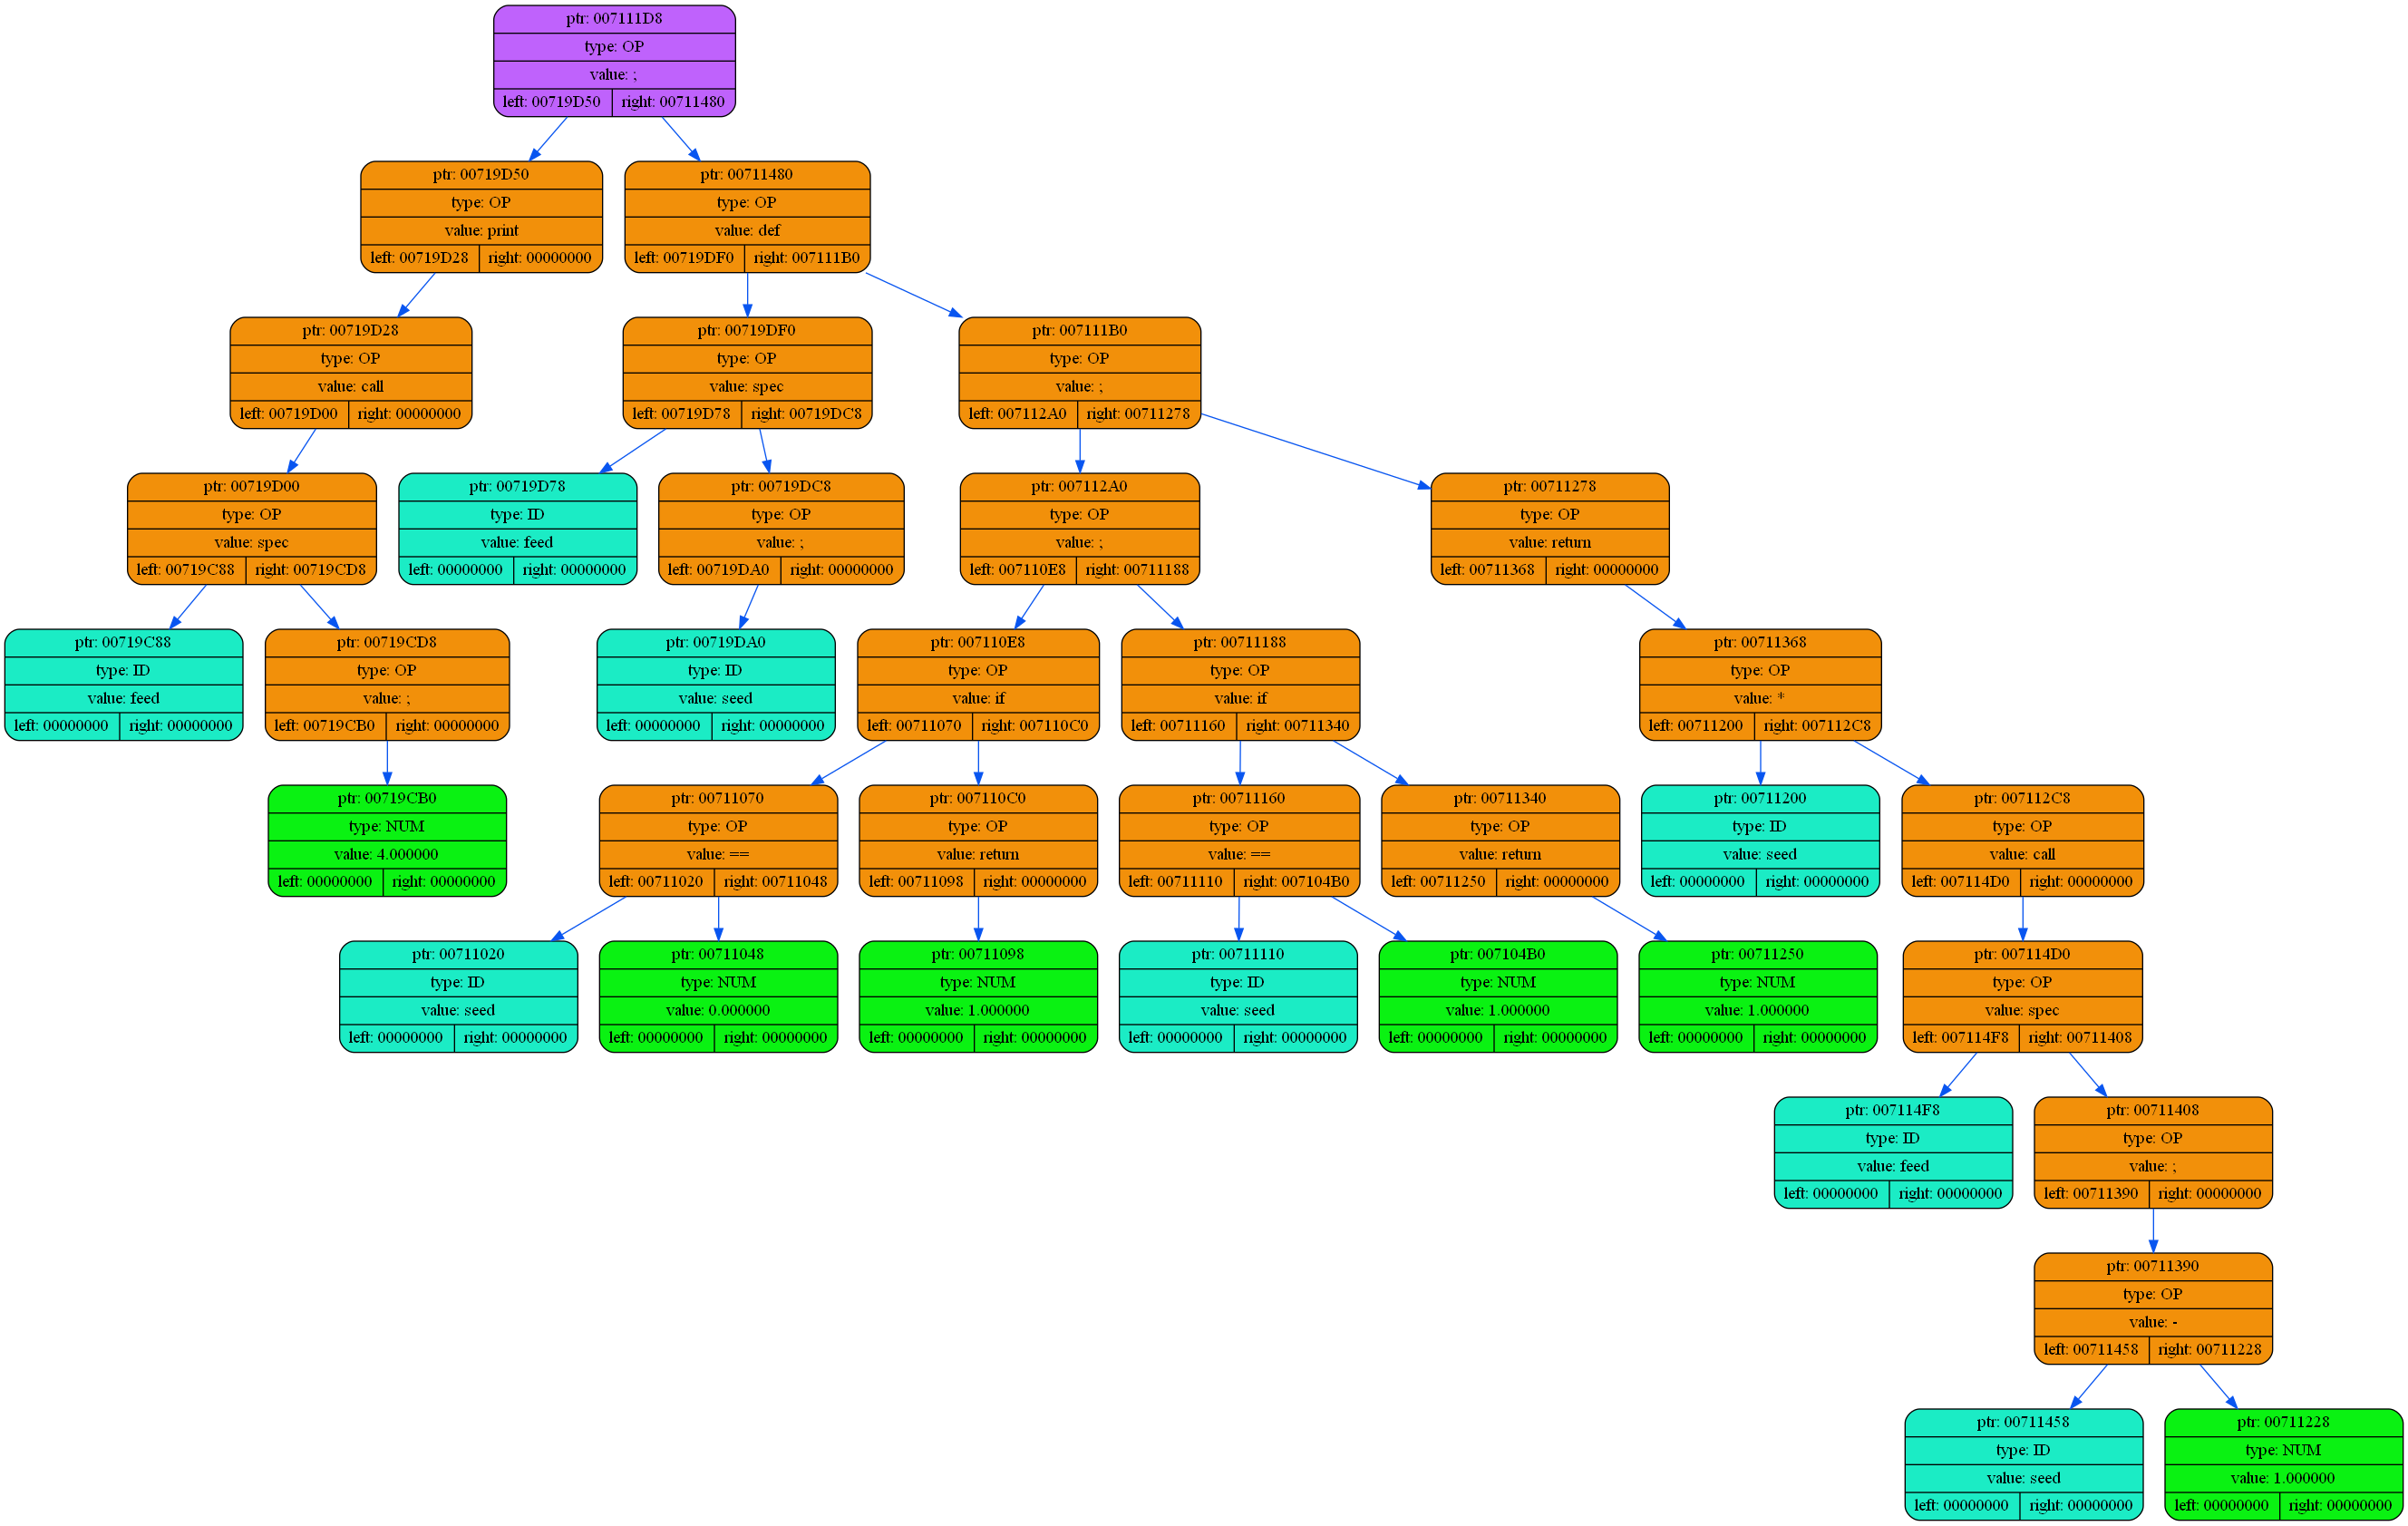 ptr: 007111D8
type: OP
value: ;
left: 00719D50 right: 00711480
ptr: 00719D50
type: OP
value: print
left: 00719D28 right: 00000000
ptr: 00711480
type: OP
value: def
left: 00719DF0 right: 007111B0
ptr: 00719D28
type: OP
value: call
left: 00719D00 right: 00000000
ptr: 00719DF0
type: OP
value: spec
left: 00719D78 right: 00719DC8
ptr: 007111B0
type: OP
value: ;
left: 007112A0 right: 00711278
ptr: 00719D00
type: OP
value: spec
left: 00719C88 right: 00719CD8
ptr: 00719D78
type: ID
value: feed
left: 00000000 right: 00000000
ptr: 00719DC8
type: OP
value: ;
left: 00719DA0 right: 00000000
ptr: 007112A0
type: OP
value: ;
left: 007110E8 right: 00711188
ptr: 00711278
type: OP
value: return
left: 00711368 right: 00000000
ptr: 00719C88
type: ID
value: feed
left: 00000000 right: 00000000
ptr: 00719CD8
type: OP
value: ;
left: 00719CB0 right: 00000000
ptr: 00719DA0
type: ID
value: seed
left: 00000000 right: 00000000
ptr: 007110E8
type: OP
value: if
left: 00711070 right: 007110C0
ptr: 00711188
type: OP
value: if
left: 00711160 right: 00711340
ptr: 00711368
type: OP
value: *
left: 00711200 right: 007112C8
ptr: 00719CB0
type: NUM
value: 4.000000
left: 00000000 right: 00000000
ptr: 00711070
type: OP
value: ==
left: 00711020 right: 00711048
ptr: 007110C0
type: OP
value: return
left: 00711098 right: 00000000
ptr: 00711160
type: OP
value: ==
left: 00711110 right: 007104B0
ptr: 00711340
type: OP
value: return
left: 00711250 right: 00000000
ptr: 00711200
type: ID
value: seed
left: 00000000 right: 00000000
ptr: 007112C8
type: OP
value: call
left: 007114D0 right: 00000000
ptr: 00711020
type: ID
value: seed
left: 00000000 right: 00000000
ptr: 00711048
type: NUM
value: 0.000000
left: 00000000 right: 00000000
ptr: 00711098
type: NUM
value: 1.000000
left: 00000000 right: 00000000
ptr: 00711110
type: ID
value: seed
left: 00000000 right: 00000000
ptr: 007104B0
type: NUM
value: 1.000000
left: 00000000 right: 00000000
ptr: 00711250
type: NUM
value: 1.000000
left: 00000000 right: 00000000
ptr: 007114D0
type: OP
value: spec
left: 007114F8 right: 00711408
ptr: 007114F8
type: ID
value: feed
left: 00000000 right: 00000000
ptr: 00711408
type: OP
value: ;
left: 00711390 right: 00000000
ptr: 00711390
type: OP
value: -
left: 00711458 right: 00711228
ptr: 00711458
type: ID
value: seed
left: 00000000 right: 00000000
ptr: 00711228
type: NUM
value: 1.000000
left: 00000000 right: 00000000